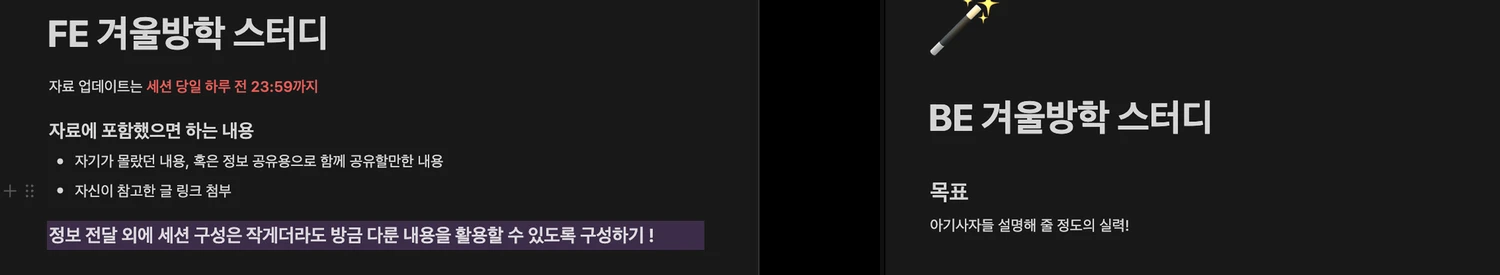 FE 겨울방학 스터디
자료 업데이트는 세션 당일 하루 전 23:59까지
자료에 포함했으면 하는 내용
자기가 몰랐던 내용, 혹은 정보 공유용으로 함께 공유할만한 내용
자신이 참고한 글 링크 첨부
정보 전달 외에 세션 구성은 작게더라도 방금 다룬 내용을 활용할 수 있도록 구성하기 !
BE 겨울방학 스터디
목표
아기사자들 설명해 줄 정도의 실력!